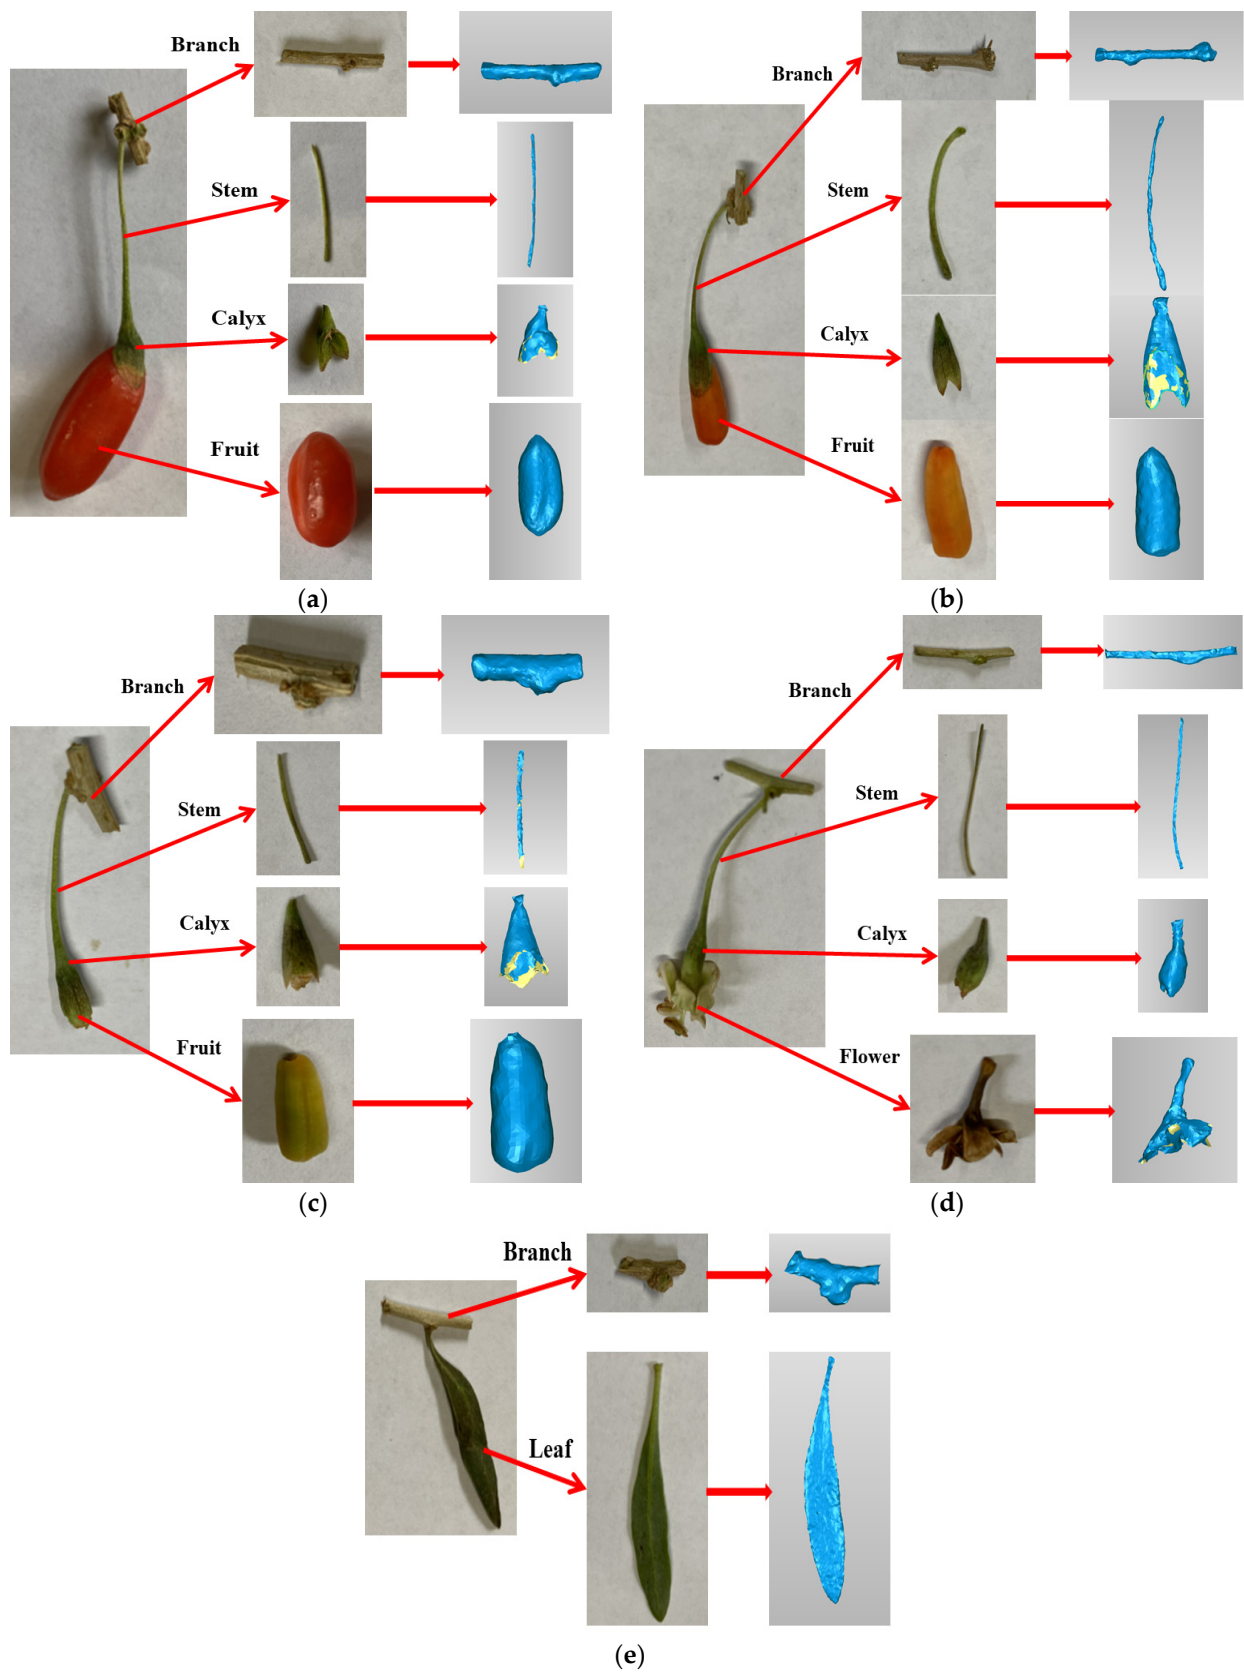 Branch
Stem
Calyx
Fruit
(a)
Branch
Stem
Calyx
Fruit
(b)
Branch
Stem
Calyx
Fruit
(c)
Branch
Stem
Calyx
Flower
(d)
Branch
Leaf
(e)